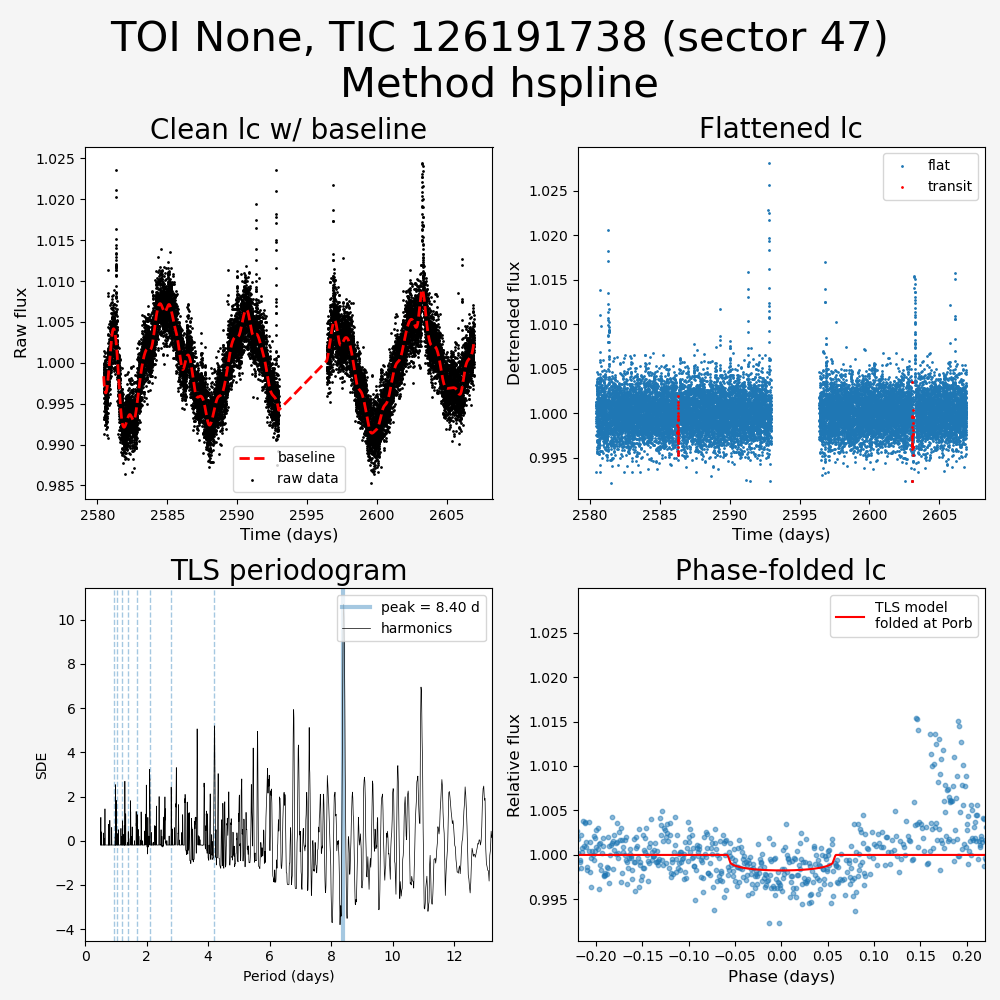 TOI None, TIC 126191738 (sector 47)
Method hspline
Clean lc w/ baseline
Raw flux
1.025
1.020
1.015
1.010
1.005
1.000
0.995
0.990
0.985
baseline
raw data
2580
2585
2590
2595
2600
2605
Time (days)
Flattened lc
Detrended flux
1.025
1.020
1.015
1.010
1.005
1.000
0.995
flat
transit
2580
2585
2590
2595
2600
2605
Time (days)
TLS periodogram
SDE
10
8
6
4
2
0
−2
−4
peak = 8.40 d
harmonics
0
2
4
6
8
10
12
Period (days)
Phase-folded lc
Relative flux
1.025
1.020
1.015
1.010
1.005
1.000
0.995
TLS model
folded at Porb
−0.20
−0.15
−0.10
−0.05
0.00
0.05
0.10
0.15
0.20
Phase (days)